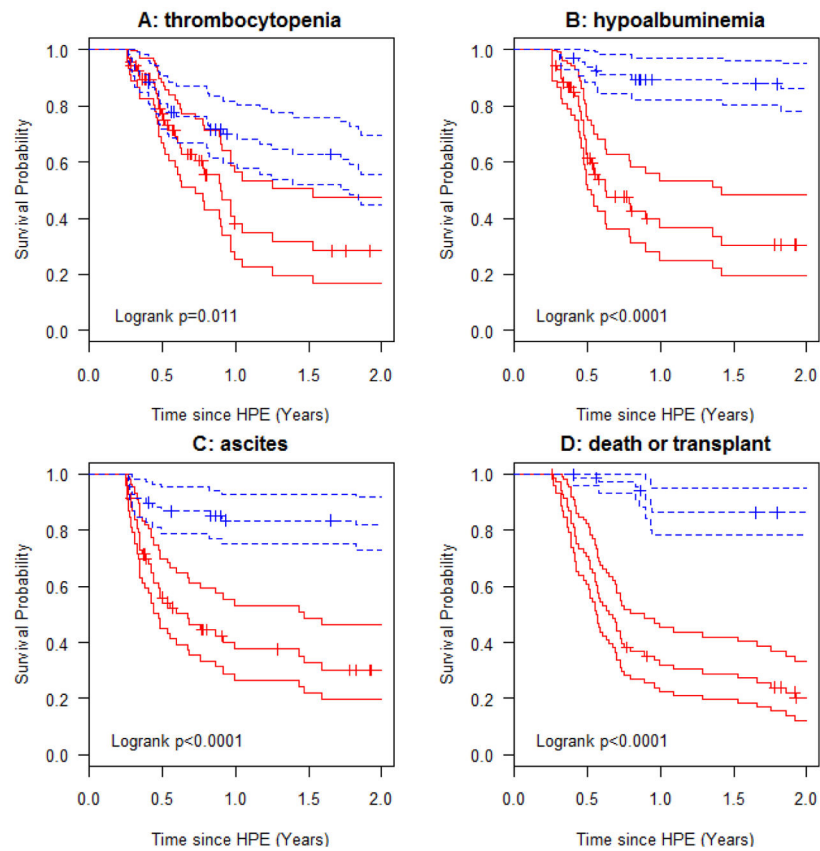 A: thrombocytopenia
Survival Probability
1.0
0.8
0.6
0.4
0.2
0.0
Logrank p=0.011
0.0 0.5 1.0 1.5 2.0
Time since HPE (Years)
B: hypoalbuminemia
Survival Probability
1.0
0.8
0.6
0.4
0.2
0.0
Logrank p<0.0001
0.0 0.5 1.0 1.5 2.0
Time since HPE (Years)
C: ascites
Survival Probability
1.0
0.8
0.6
0.4
0.2
0.0
Logrank p<0.0001
0.0 0.5 1.0 1.5 2.0
Time since HPE (Years)
D: death or transplant
Survival Probability
1.0
0.8
0.6
0.4
0.2
0.0
Logrank p<0.0001
0.0 0.5 1.0 1.5 2.0
Time since HPE (Years)